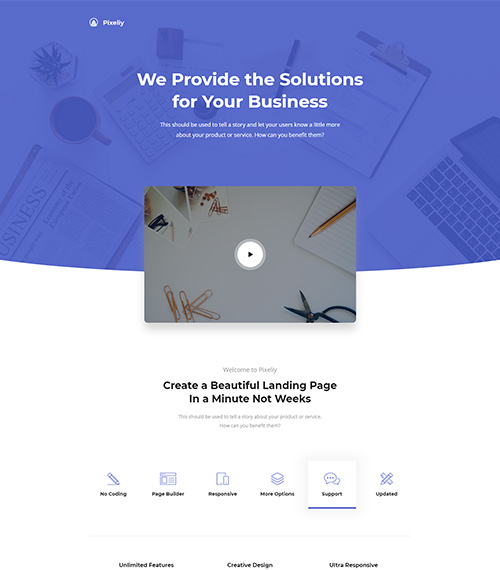 Pixeliy
We Provide the Solutions
for Your Business
This should be used to tell a story and let your users know a little more
about your product or service. How can you benefit them?
BUSINESS
Welcome to Pixeliy
Create a Beautiful Landing Page
In a Minute Not Weeks
This should be used to tell a story about your product or service.
How can you benefit them?
No Coding
Page Builder
Responsive
More Options
Support
Updated
Unlimited Features
Creative Design
Ultra Responsive